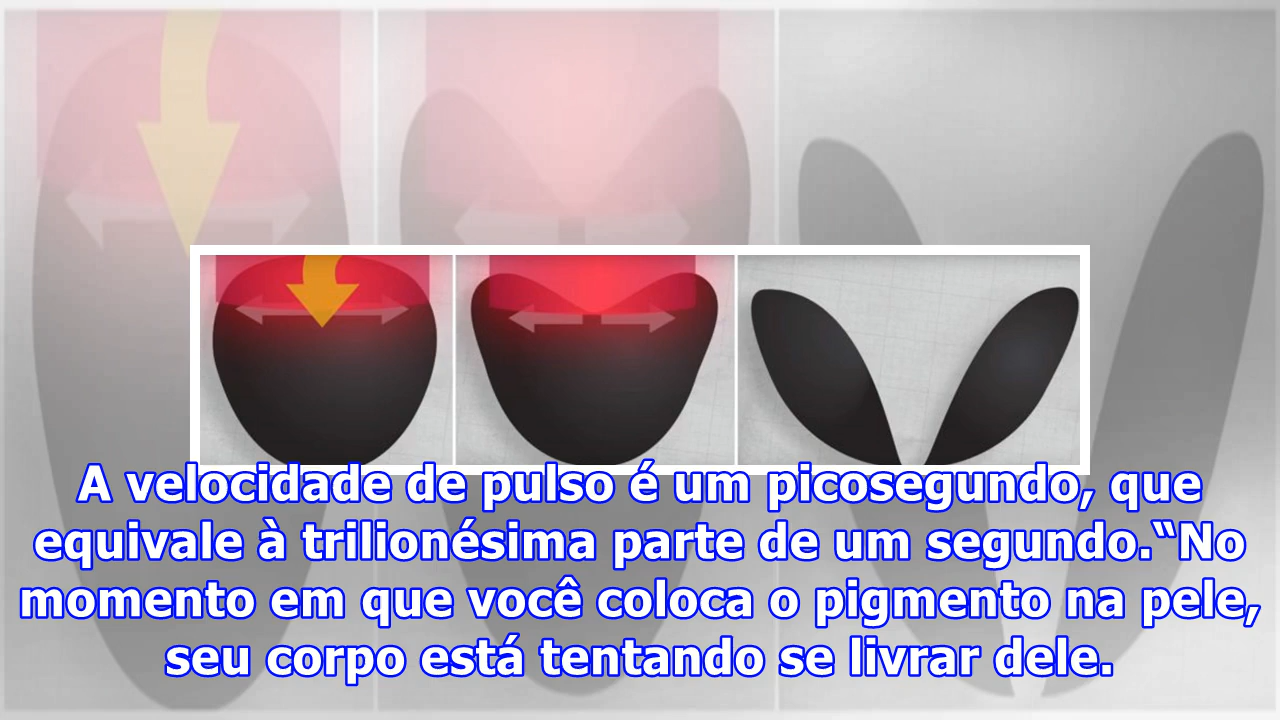 A velocidade de pulso é um picosegundo, que
equivale à trilionésima parte de um segundo.“No
momento em que você coloca o pigmento na pele,
seu corpo está tentando se livrar dele.